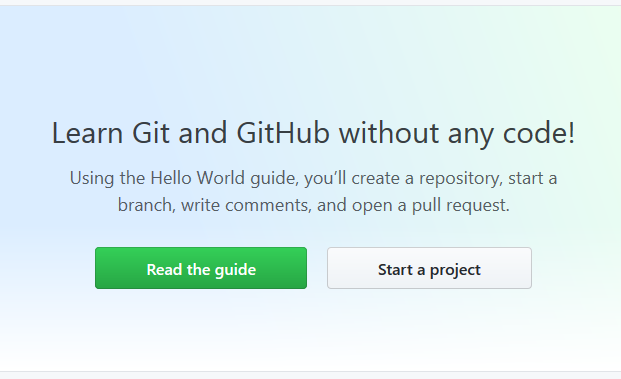 Learn Git and GitHub without any code!
Using the Hello World guide, you’ll create a repository, start a
branch, write comments, and open a pull request.
Read the guide
Start a project